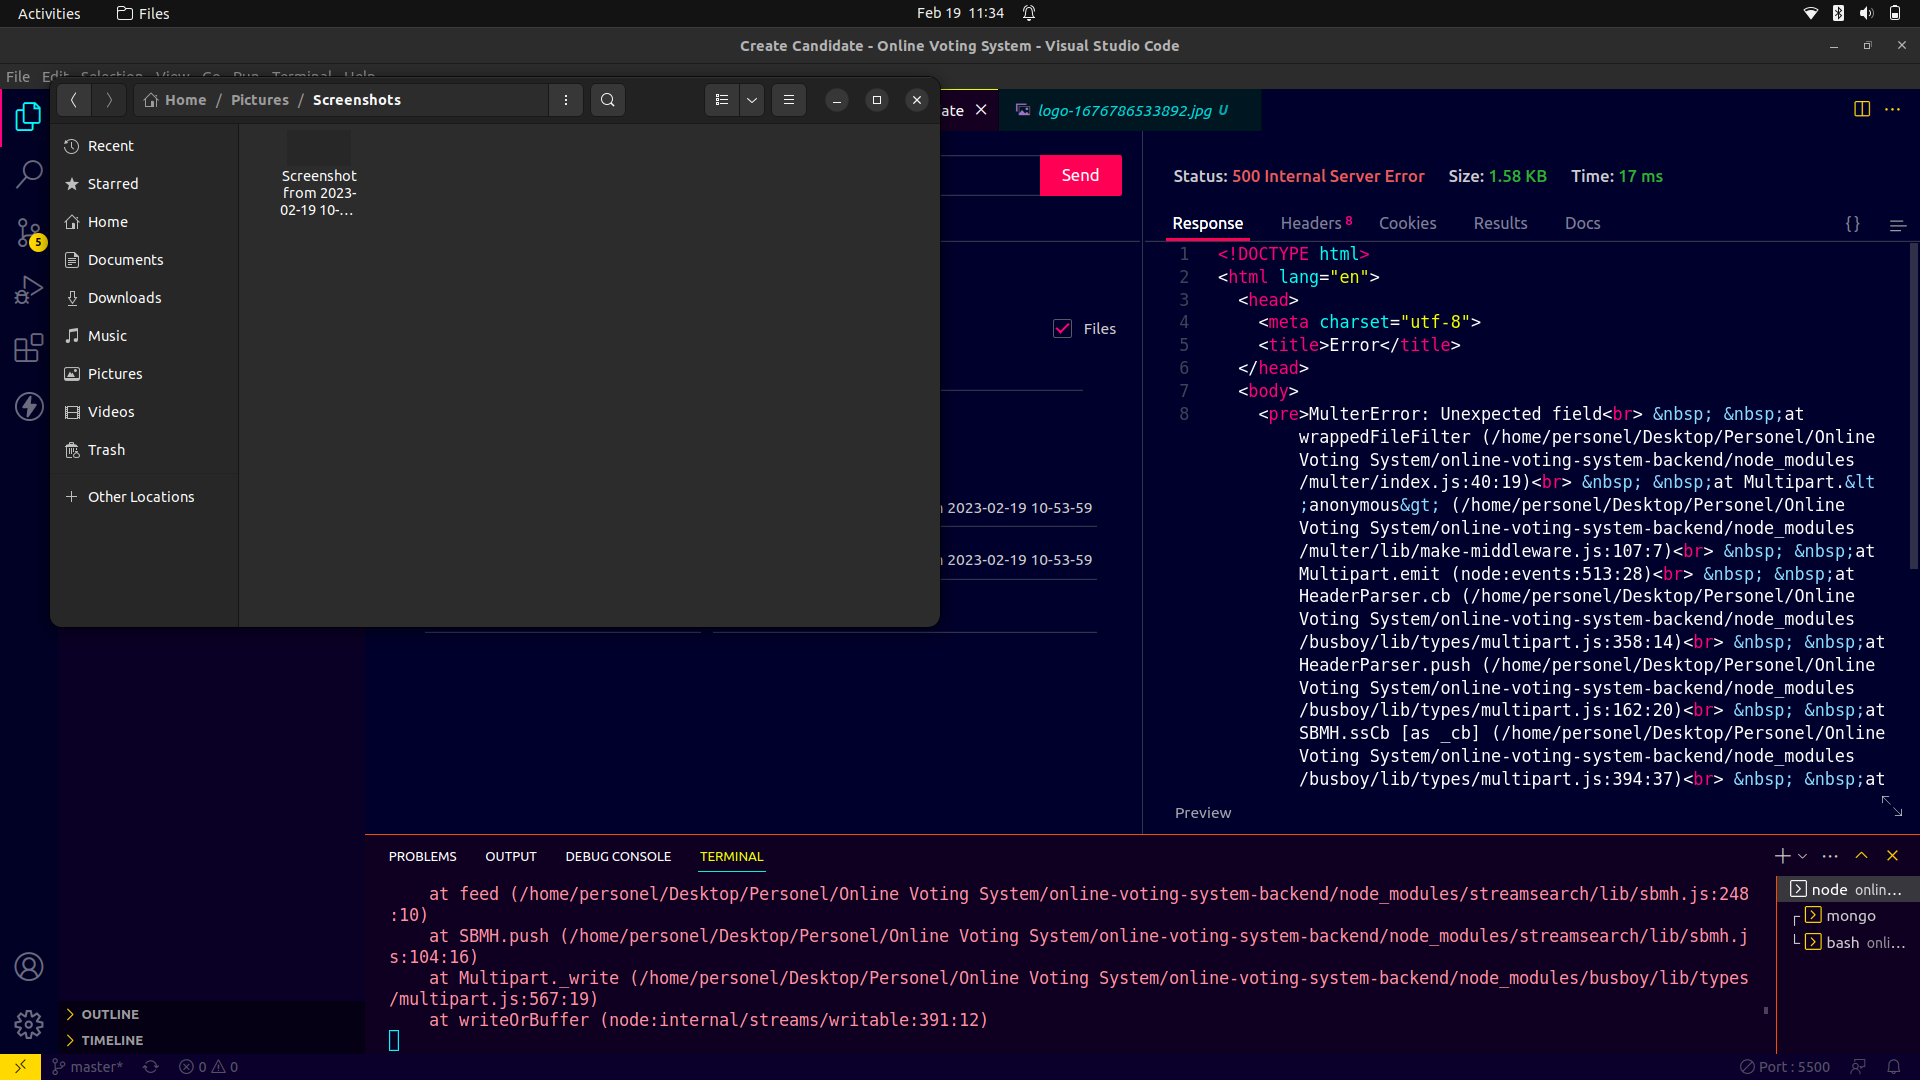 Activities
Files
Feb 19 11:34
Create Candidate - Online Voting System - Visual Studio Code
File Edit Selection View Go Run Terminal Help
Home / Pictures / Screenshots
Recent
Starred
Home
Documents
Downloads
Music
Pictures
Videos
Trash
Other Locations
Screenshot
from 2023-
02-19 10-...
5
ate
logo-1676786533892.jpg U
Send
Files
2023-02-19 10-53-59
2023-02-19 10-53-59
Status: 500 Internal Server Error Size: 1.58 KB Time: 17 ms
Response Headers 8 Cookies Results Docs {}
1 <!DOCTYPE html>
2 <html lang="en">
3 <head>
4 <meta charset="utf-8">
5 <title>Error</title>
6 </head>
7 <body>
8 <pre>MulterError: Unexpected field<br> &nbsp; &nbsp;at
wrappedFileFilter (/home/personel/Desktop/Personel/Online
Voting System/online-voting-system-backend/node_modules
/multer/index.js:40:19)<br> &nbsp; &nbsp;at Multipart.&lt
;anonymous&gt; (/home/personel/Desktop/Personel/Online
Voting System/online-voting-system-backend/node_modules
/multer/lib/make-middleware.js:107:7)<br> &nbsp; &nbsp;at
Multipart.emit (node:events:513:28)<br> &nbsp; &nbsp;at
HeaderParser.cb (/home/personel/Desktop/Personel/Online
Voting System/online-voting-system-backend/node_modules
/busboy/lib/types/multipart.js:358:14)<br> &nbsp; &nbsp;at
HeaderParser.push (/home/personel/Desktop/Personel/Online
Voting System/online-voting-system-backend/node_modules
/busboy/lib/types/multipart.js:162:20)<br> &nbsp; &nbsp;at
SBMH.ssCb [as _cb] (/home/personel/Desktop/Personel/Online
Voting System/online-voting-system-backend/node_modules
/busboy/lib/types/multipart.js:394:37)<br> &nbsp; &nbsp;at
Preview
PROBLEMS OUTPUT DEBUG CONSOLE TERMINAL
at feed (/home/personel/Desktop/Personel/Online Voting System/online-voting-system-backend/node_modules/streamsearch/lib/sbmh.js:248
:10)
at SBMH.push (/home/personel/Desktop/Personel/Online Voting System/online-voting-system-backend/node_modules/streamsearch/lib/sbmh.j
s:104:16)
at Multipart._write (/home/personel/Desktop/Personel/Online Voting System/online-voting-system-backend/node_modules/busboy/lib/types
/multipart.js:567:19)
at writeOrBuffer (node:internal/streams/writable:391:12)
node onlin...
mongo
bash onli...
OUTLINE
TIMELINE
master* 0 0
Port : 5500